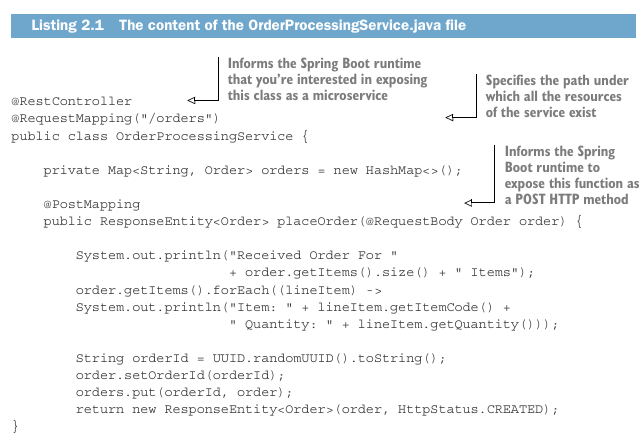 Listing 2.1 The content of the OrderProcessingService.java file
Informs the Spring Boot runtime
that you're interested in exposing
this class as a microservice
Specifies the path under
which all the resources
of the service exist
@RestController
@RequestMapping("/orders")
public class OrderProcessingService {
Informs the Spring
Boot runtime to
expose this function as
a POST HTTP method
private Map<String, Order> orders = new HashMap<>();
@PostMapping
public ResponseEntity<Order> placeOrder(@RequestBody Order order) {
System.out.println("Received Order For "
+ order.getItems().size() + " Items");
order.getItems().forEach((lineItem) ->
System.out.println("Item: " + lineItem.getItemCode() +
" Quantity: " + lineItem.getQuantity()));
String orderId = UUID.randomUUID().toString();
order.setOrderId(orderId);
orders.put(orderId, order);
return new ResponseEntity<Order>(order, HttpStatus.CREATED);
}